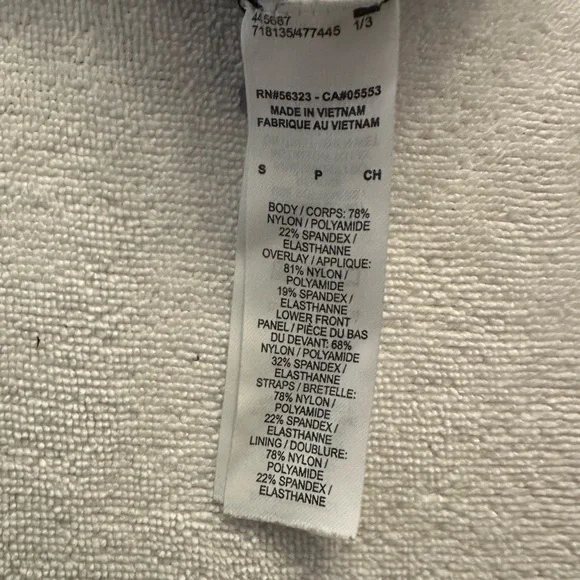 445687
718135/477445 1/3
RN#56323 - CA#05553
MADE IN VIETNAM
FABRIQUE AU VIETNAM
S P CH
BODY / CORPS: 78%
NYLON / POLYAMIDE
22% SPANDEX /
ELASTHANNE
OVERLAY / APPLIQUE:
81% NYLON /
POLYAMIDE
19% SPANDEX /
ELASTHANNE
LOWER FRONT
PANEL / PIÈCE DU BAS
DU DEVANT: 68%
NYLON / POLYAMIDE
32% SPANDEX /
ELASTHANNE
STRAPS / BRETELLE:
78% NYLON /
POLYAMIDE
22% SPANDEX /
ELASTHANNE
LINING / DOUBLURE:
78% NYLON /
POLYAMIDE
22% SPANDEX /
ELASTHANNE